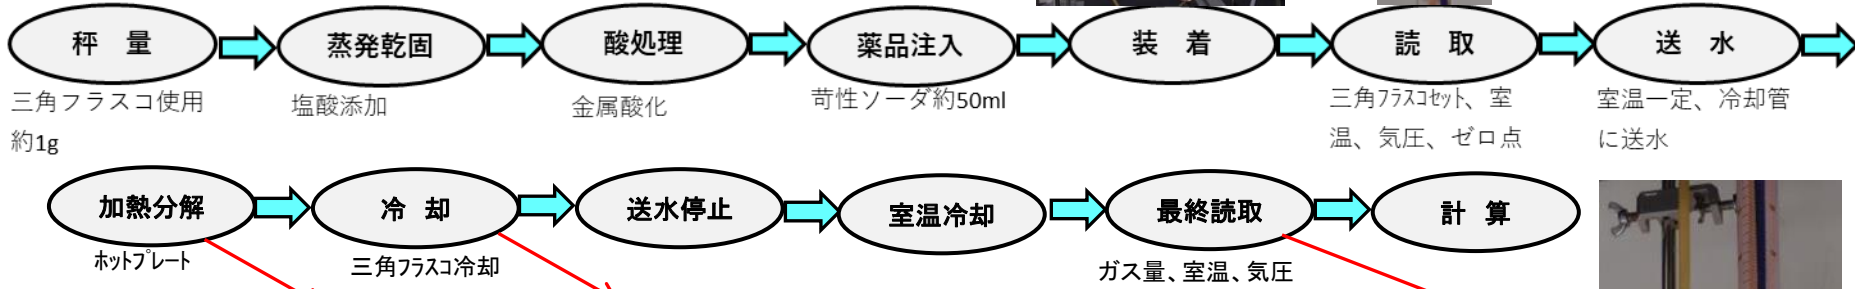 秤 量
蒸発乾固
酸処理
薬品注入
装 着
読 取
送 水
三角フラスコ使用
約1g
塩酸添加
金属酸化
苛性ソーダ約50ml
三角ﾌﾗｽｺｾｯﾄ、室
温、気圧、ゼロ点
室温一定、冷却管
に送水
加熱分解
冷 却
送水停止
室温冷却
最終読取
計 算
ﾎｯﾄﾌﾟﾚｰﾄ
三角ﾌﾗｽｺ冷却
ガス量、室温、気圧